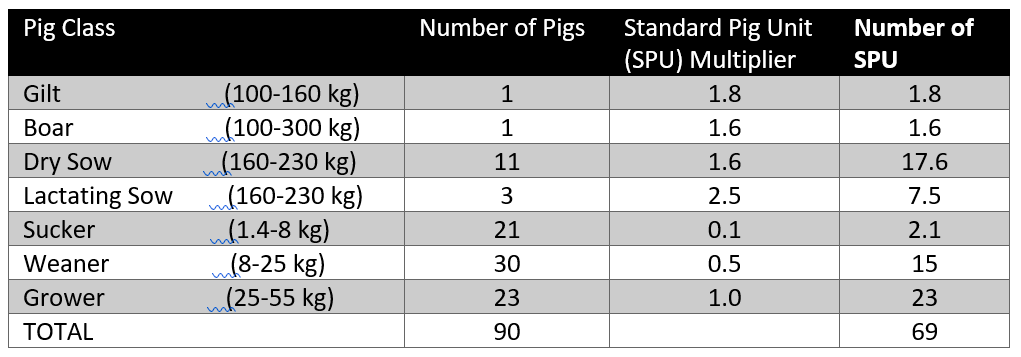 Pig Class Number of Pigs Standard Pig Unit (SPU) Multiplier Number of SPU
Gilt (100-160 kg) 1 1.8 1.8
Boar (100-300 kg) 1 1.6 1.6
Dry Sow (160-230 kg) 11 1.6 17.6
Lactating Sow (160-230 kg) 3 2.5 7.5
Sucker (1.4-8 kg) 21 0.1 2.1
Weaner (8-25 kg) 30 0.5 15
Grower (25-55 kg) 23 1.0 23
TOTAL 90 69